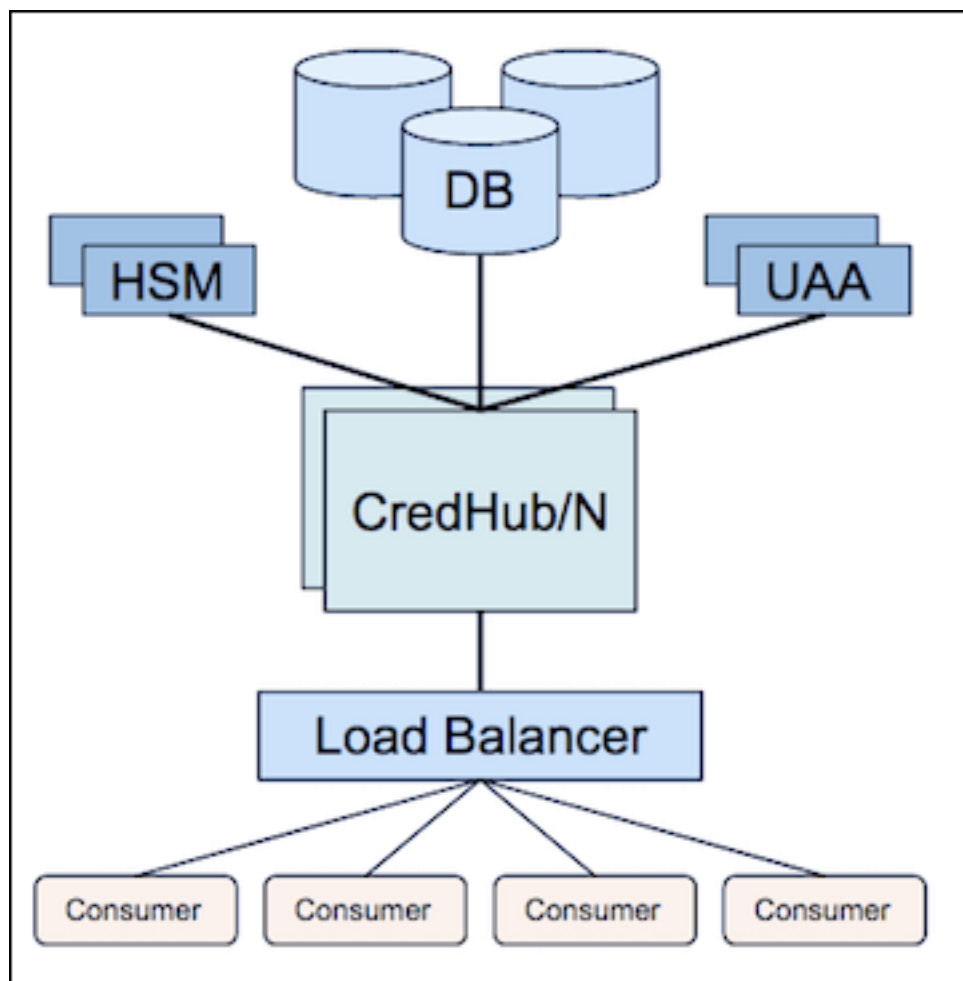 DB
HSM
UAA
CredHub/N
Load Balancer
Consumer
Consumer
Consumer
Consumer